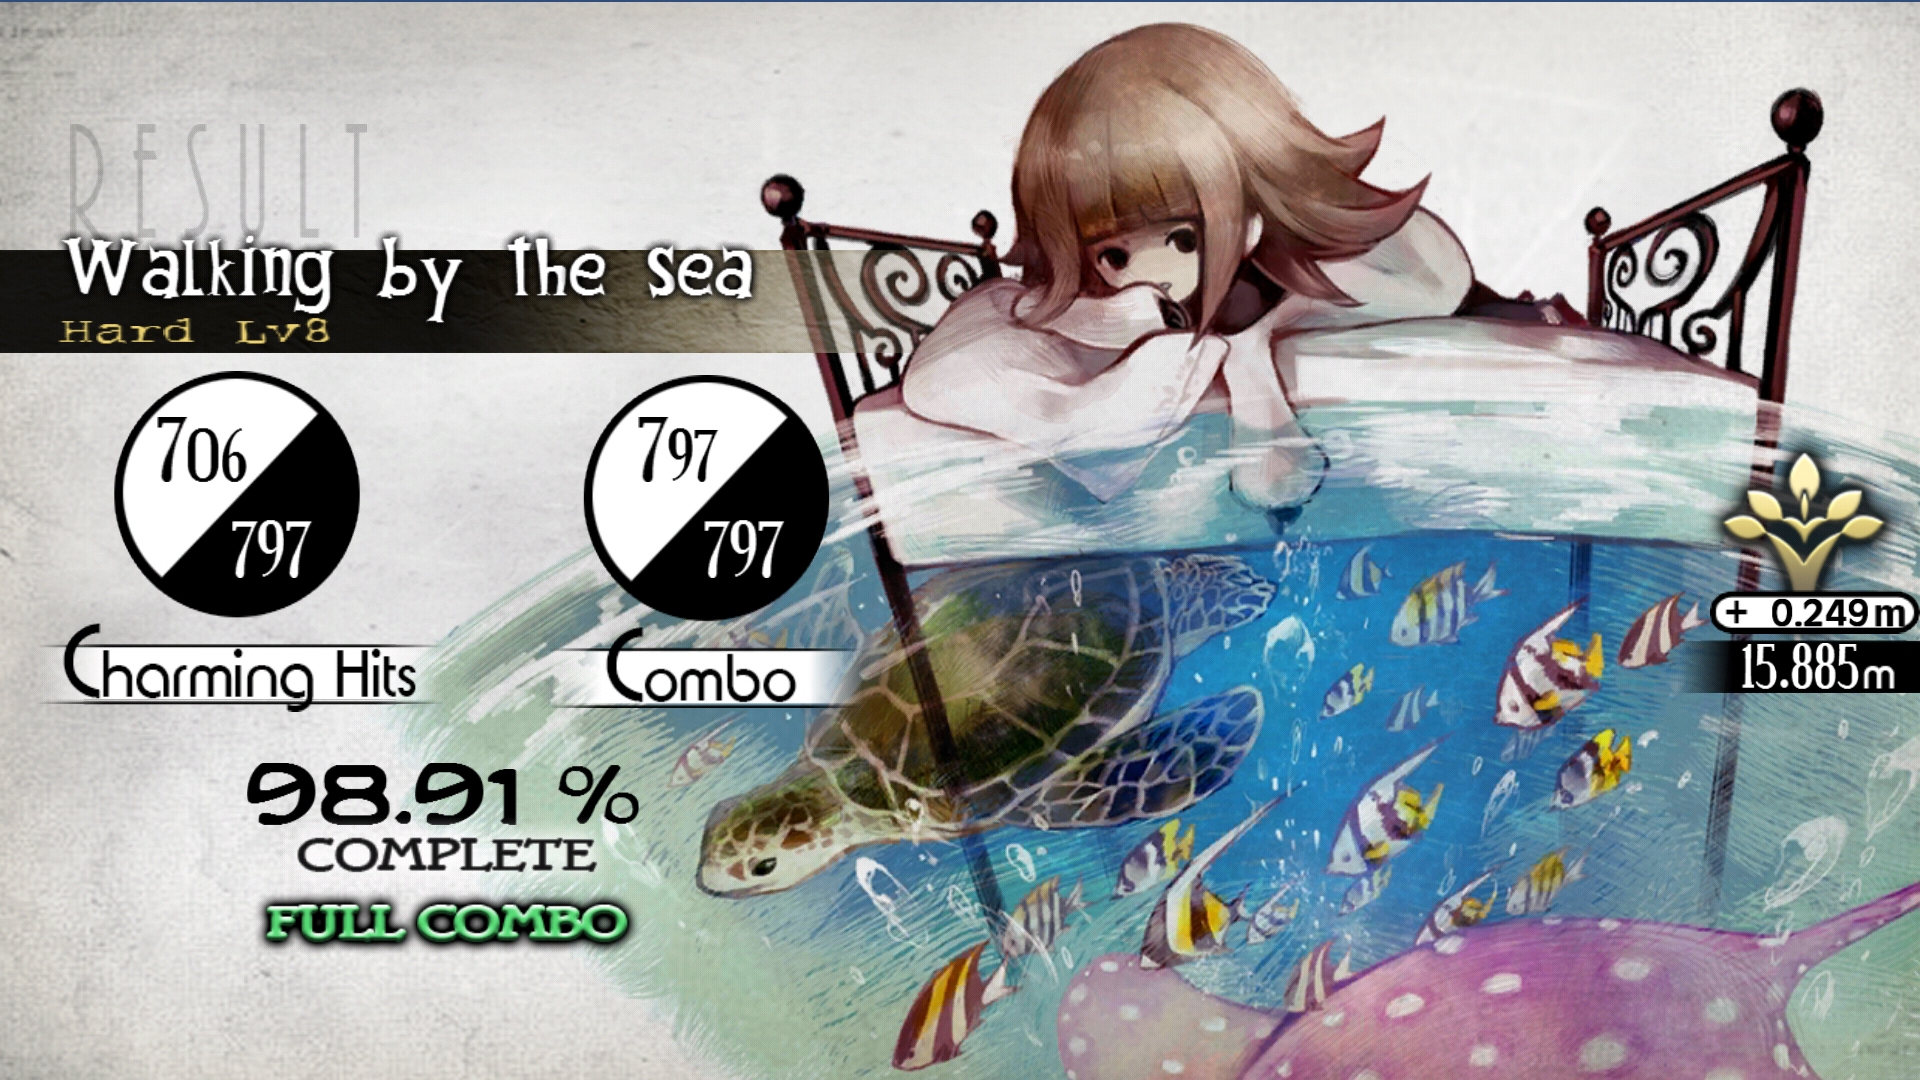 RESULT
Walking by the sea
Hard Lv8
706
797
Charming Hits
797
797
Combo
98.91 %
COMPLETE
FULL COMBO
+ 0.249m
15.885m